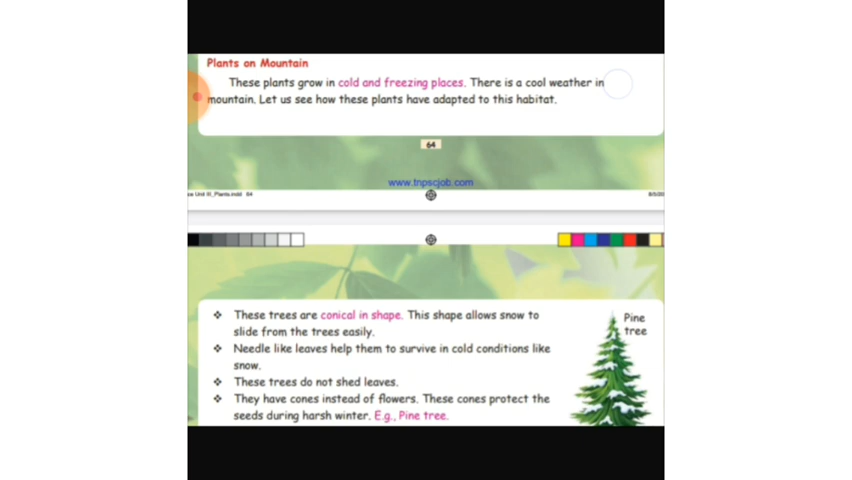 Plants on Mountain
These plants grow in cold and freezing places. There is a cool weather in
mountain. Let us see how these plants have adapted to this habitat.
64
www.tnpscjob.com
Unit III_Plants.indd 64
❖ These trees are conical in shape. This shape allows snow to
slide from the trees easily.
Pine
tree
❖ Needle like leaves help them to survive in cold conditions like
snow.
❖ These trees do not shed leaves.
❖ They have cones instead of flowers. These cones protect the
seeds during harsh winter. E.g., Pine tree.